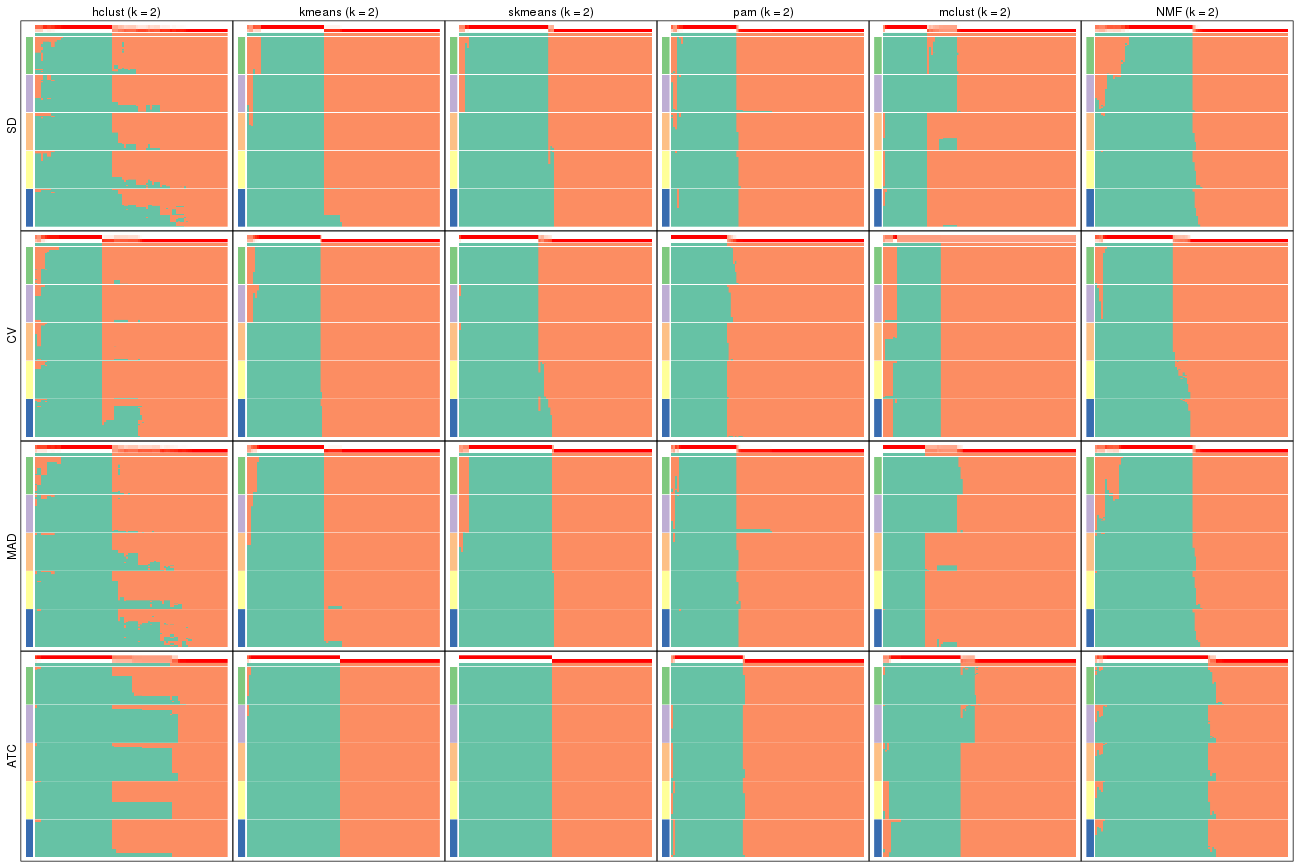 hclust (k = 2) kmeans (k = 2) skmeans (k = 2) pam (k = 2) mclust (k = 2) NMF (k = 2)
SD
CV
MAD
ATC